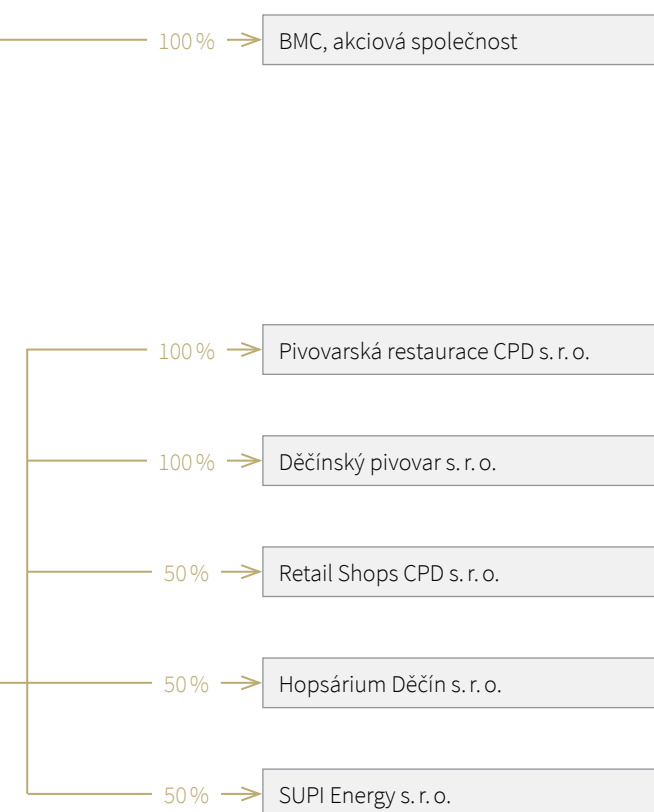 100 % BMC, akciová společnost
100 % Pivovarská restaurace CPD s. r. o.
100 % Děčínský pivovar s. r. o.
50 % Retail Shops CPD s. r. o.
50 % Hopsárium Děčín s. r. o.
50 % SUPI Energy s. r. o.